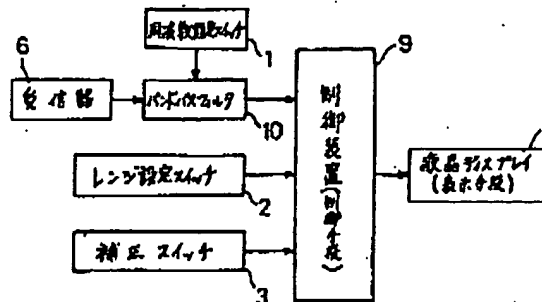 周波数設定スイッチ
1
9
6
受信器
バンドパスフィルタ
10
制御装置(制御手段)
液晶ディスプレイ
(表示手段)
レンジ設定スイッチ
2
補正スイッチ
3